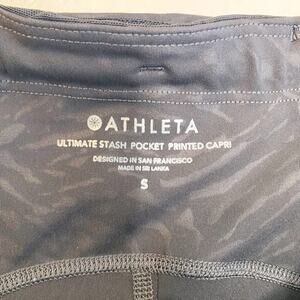 ATHLETA
ULTIMATE STASH POCKET PRINTED CAPRI
DESIGNED IN SAN FRANCISCO
MADE IN SRI LANKA
S